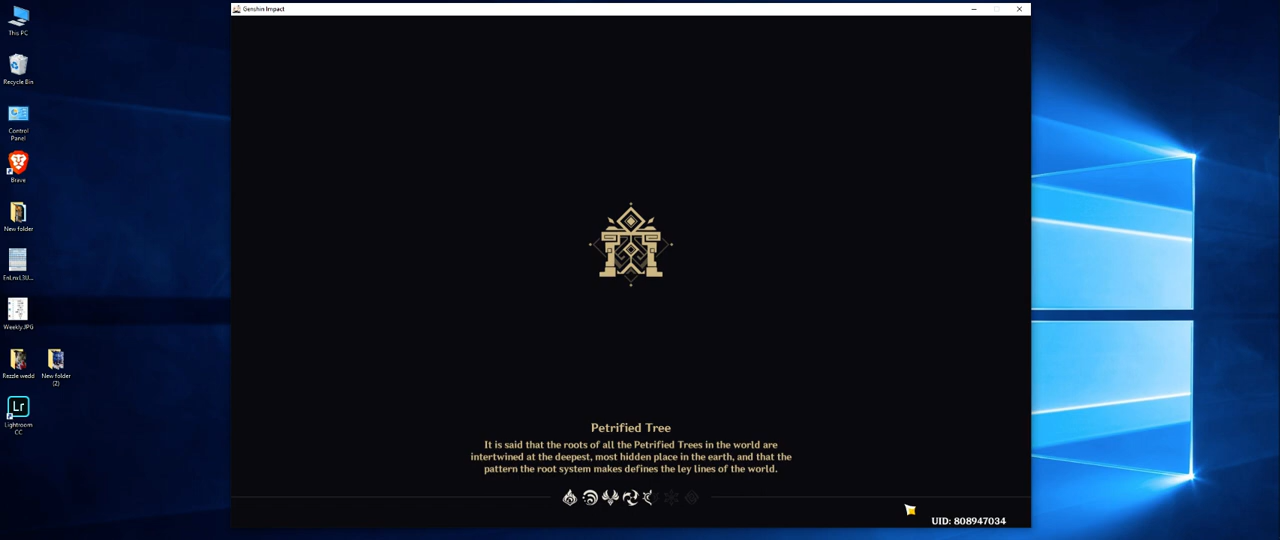 Genshin Impact
This PC
Recycle Bin
Control
Panel
Brave
New folder
Weekly.JPG
Rezzle wedd
New folder
(2)
Lr
Lightroom
CC
Petrified Tree
It is said that the roots of all the Petrified Trees in the world are
intertwined at the deepest, most hidden place in the earth, and that the
pattern the root system makes defines the ley lines of the world.
UID: 808947034